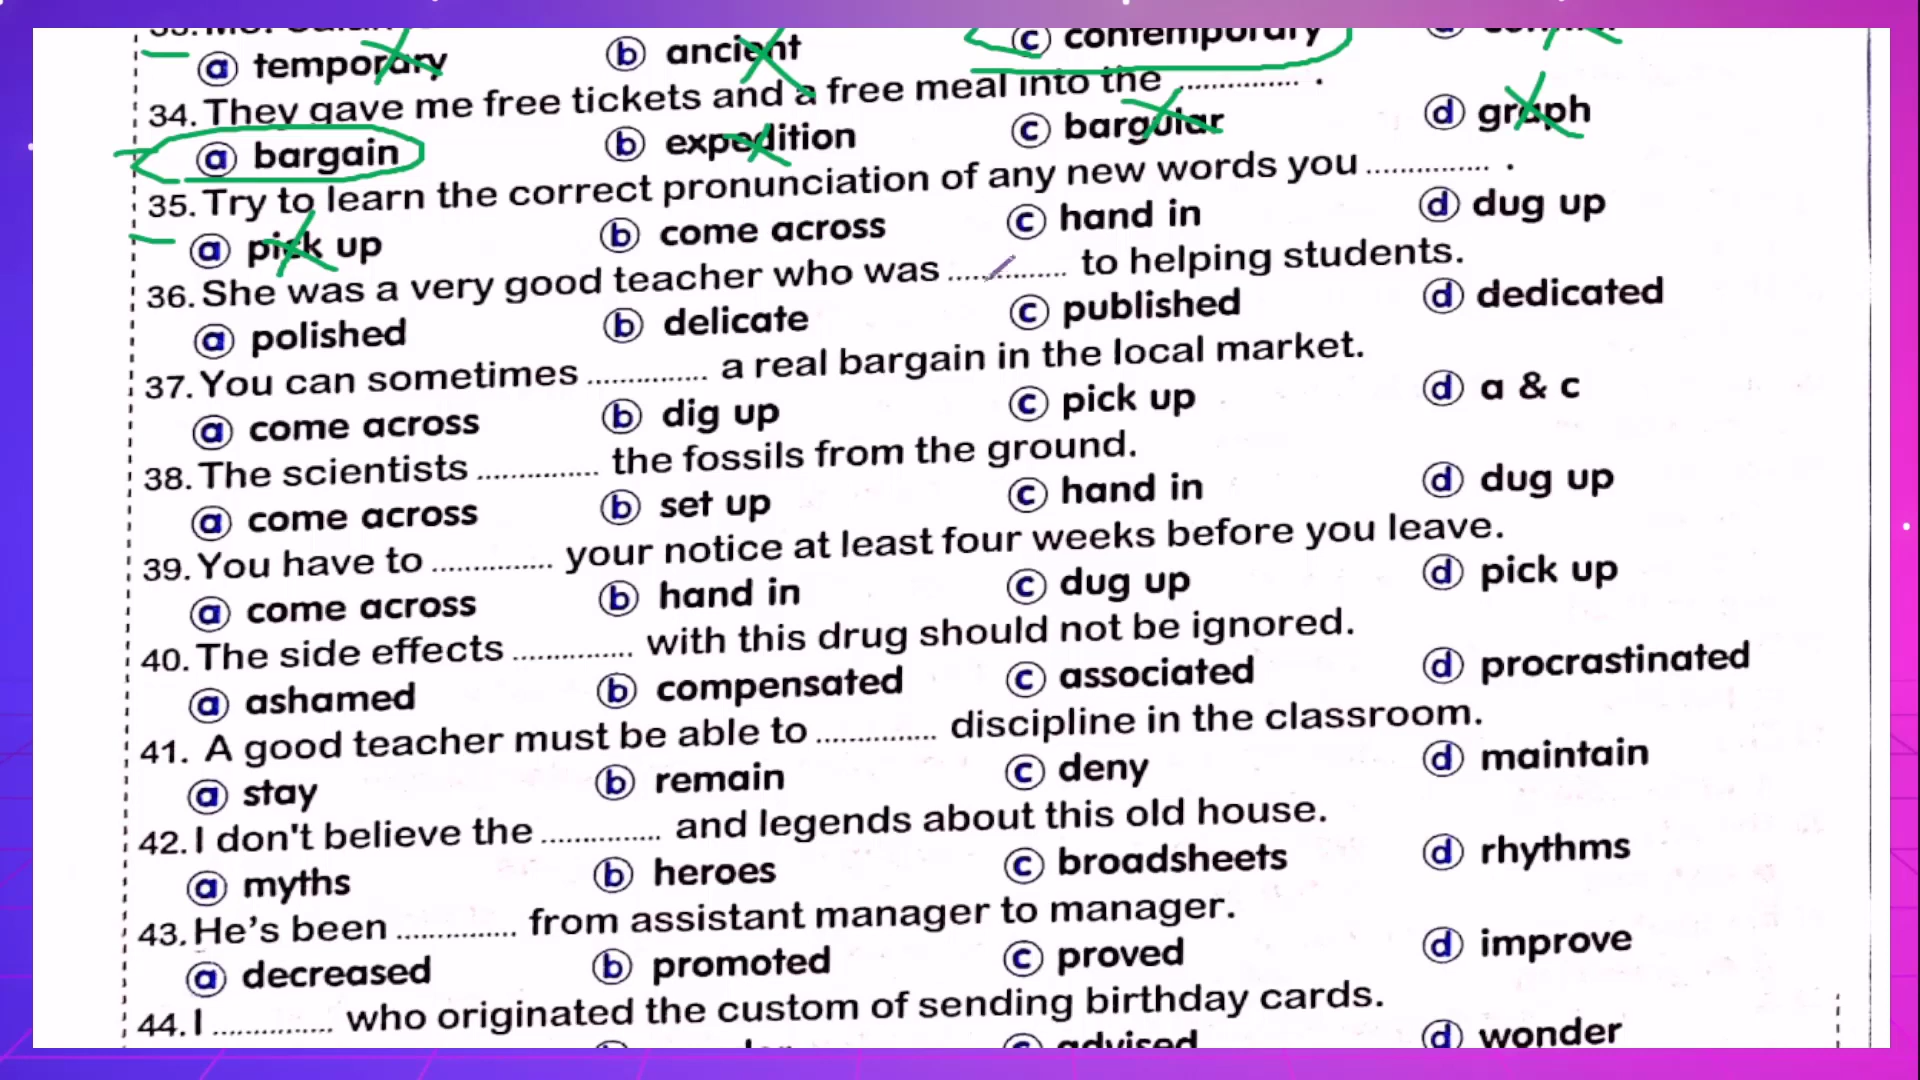 ⓐ temporary ⓑ ancient ⓒ contemporary ⓓ
34. They gave me free tickets and a free meal into the .............. .
ⓐ bargain ⓑ expedition ⓒ bargular ⓓ graph
35. Try to learn the correct pronunciation of any new words you .............. .
ⓐ pick up ⓑ come across ⓒ hand in ⓓ dug up
36. She was a very good teacher who was .............. to helping students.
ⓐ polished ⓑ delicate ⓒ published ⓓ dedicated
37. You can sometimes .............. a real bargain in the local market.
ⓐ come across ⓑ dig up ⓒ pick up ⓓ a & c
38. The scientists .............. the fossils from the ground.
ⓐ come across ⓑ set up ⓒ hand in ⓓ dug up
39. You have to .............. your notice at least four weeks before you leave.
ⓐ come across ⓑ hand in ⓒ dug up ⓓ pick up
40. The side effects .............. with this drug should not be ignored.
ⓐ ashamed ⓑ compensated ⓒ associated ⓓ procrastinated
41. A good teacher must be able to .............. discipline in the classroom.
ⓐ stay ⓑ remain ⓒ deny ⓓ maintain
42. I don't believe the .............. and legends about this old house.
ⓐ myths ⓑ heroes ⓒ broadsheets ⓓ rhythms
43. He's been .............. from assistant manager to manager.
ⓐ decreased ⓑ promoted ⓒ proved ⓓ improve
44. I .............. who originated the custom of sending birthday cards.
ⓒ advised ⓓ wonder